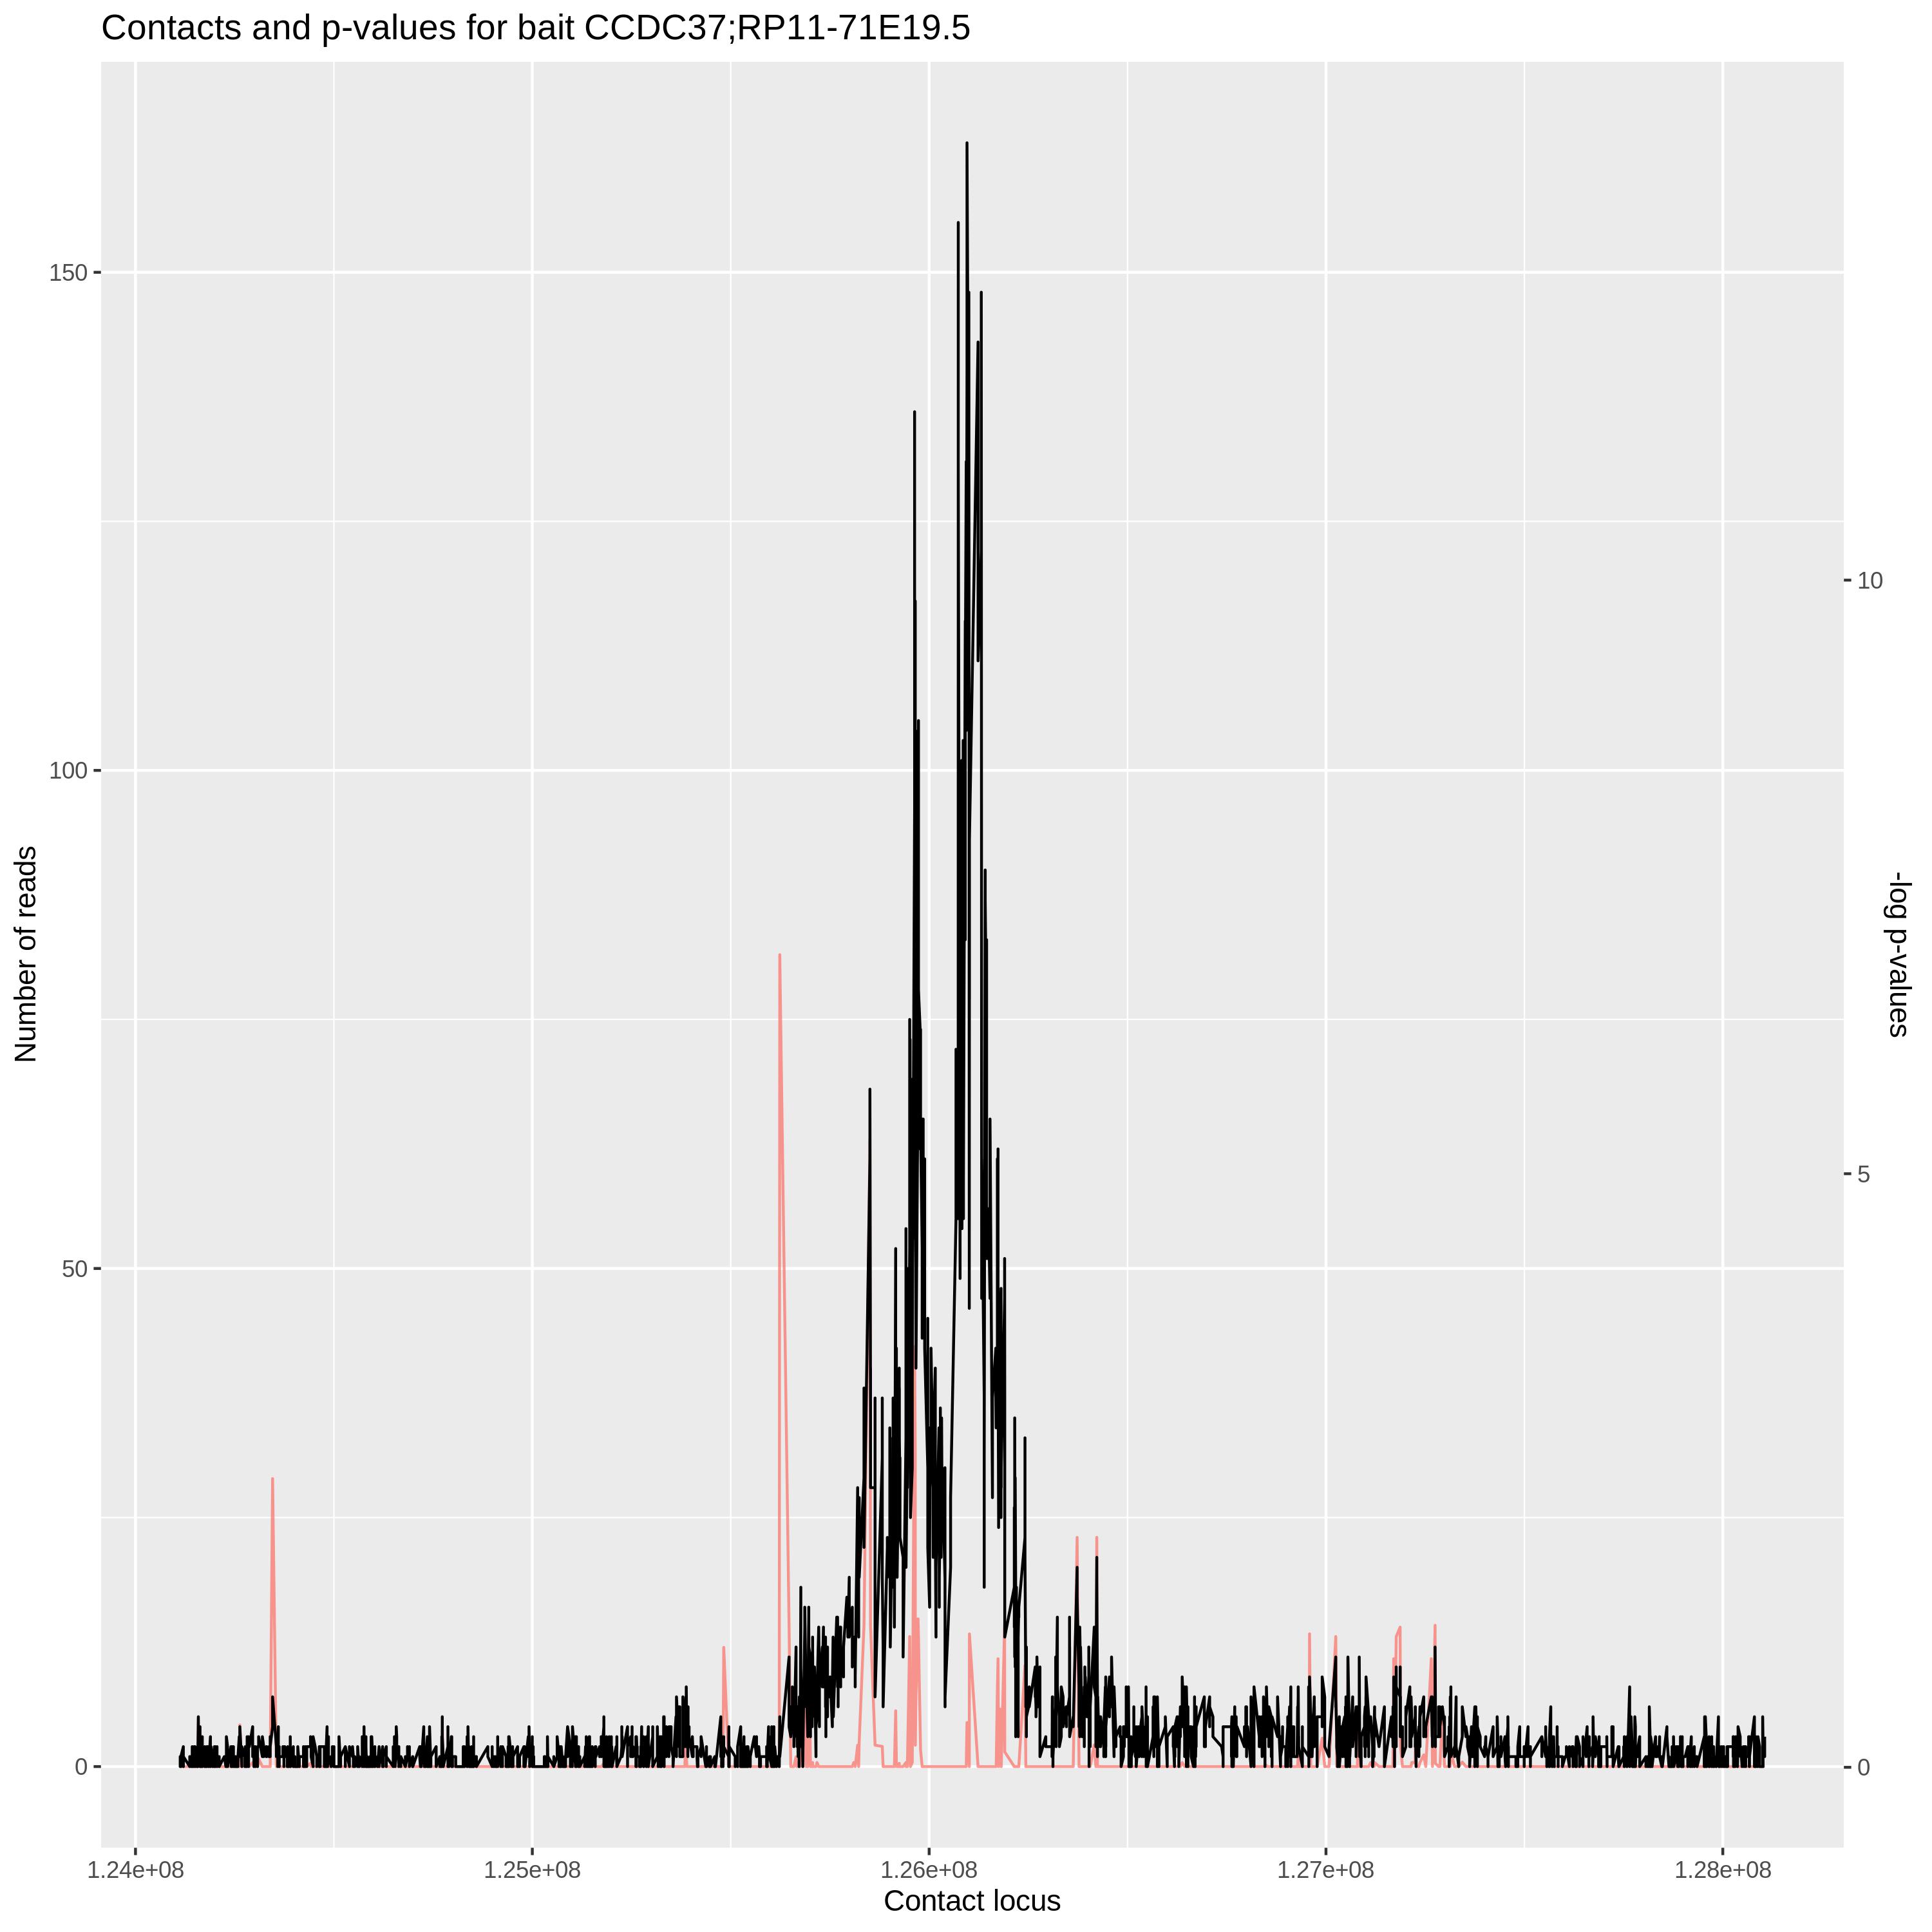 Contacts and p-values for bait CCDC37;RP11-71E19.5
150
100
50
0
Number of reads
10
5
0
-log p-values
1.24e+08
1.25e+08
1.26e+08
1.27e+08
1.28e+08
Contact locus